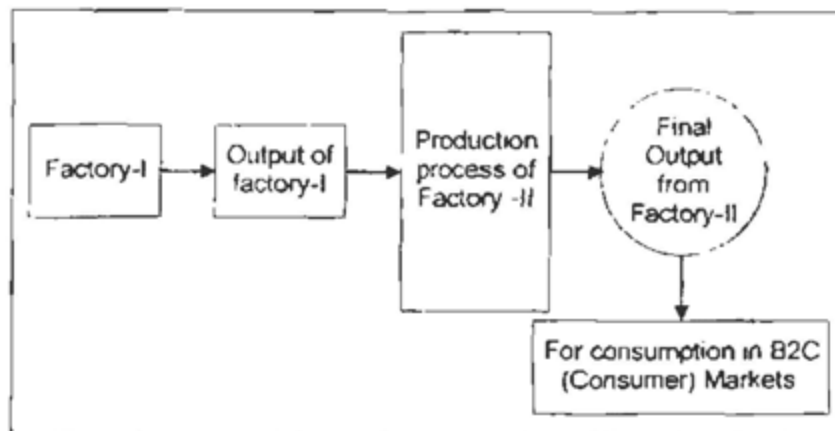 Factory-I
Output of
factory-I
Production
process of
Factory -II
Final
Output
from
Factory-II
For consumption in B2C
(Consumer) Markets